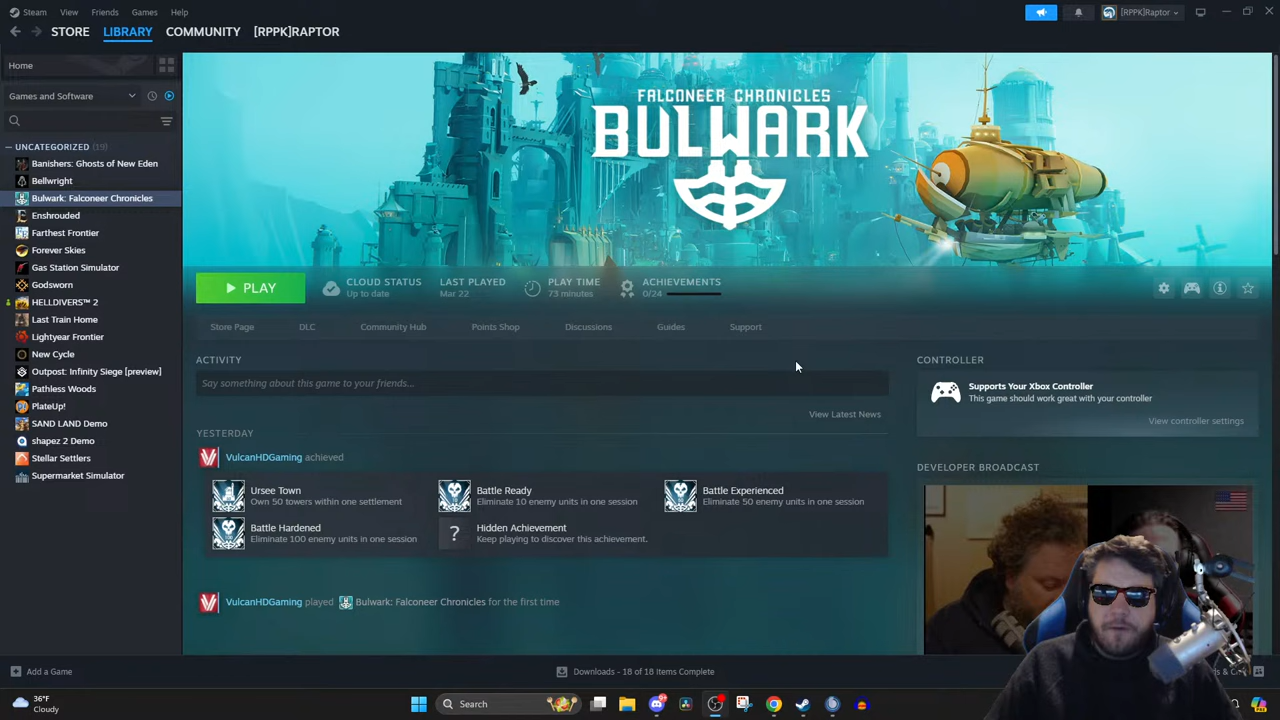 Steam View Friends Games Help [RPPK]Raptor
STORE LIBRARY COMMUNITY [RPPK]RAPTOR
Home
Games and Software
UNCATEGORIZED (19)
Banishers: Ghosts of New Eden
Bellwright
Bulwark: Falconeer Chronicles
Enshrouded
Farthest Frontier
Forever Skies
Gas Station Simulator
Godsworn
HELLDIVERS™ 2
Last Train Home
Lightyear Frontier
New Cycle
Outpost: Infinity Siege [preview]
Pathless Woods
PlateUp!
SAND LAND Demo
shapez 2 Demo
Stellar Settlers
Supermarket Simulator
FALCONEER CHRONICLES
BULWARK
PLAY
CLOUD STATUS
Up to date
LAST PLAYED
Mar 22
PLAY TIME
73 minutes
ACHIEVEMENTS
0/24
Store Page DLC Community Hub Points Shop Discussions Guides Support
ACTIVITY
Say something about this game to your friends...
View Latest News
YESTERDAY
VulcanHDGaming achieved
Ursee Town
Own 50 towers within one settlement
Battle Ready
Eliminate 10 enemy units in one session
Battle Experienced
Eliminate 50 enemy units in one session
Battle Hardened
Eliminate 100 enemy units in one session
? Hidden Achievement
Keep playing to discover this achievement.
VulcanHDGaming played Bulwark: Falconeer Chronicles for the first time
CONTROLLER
Supports Your Xbox Controller
This game should work great with your controller
View controller settings
DEVELOPER BROADCAST
Add a Game
Downloads - 18 of 18 Items Complete
36°F
Cloudy
Search